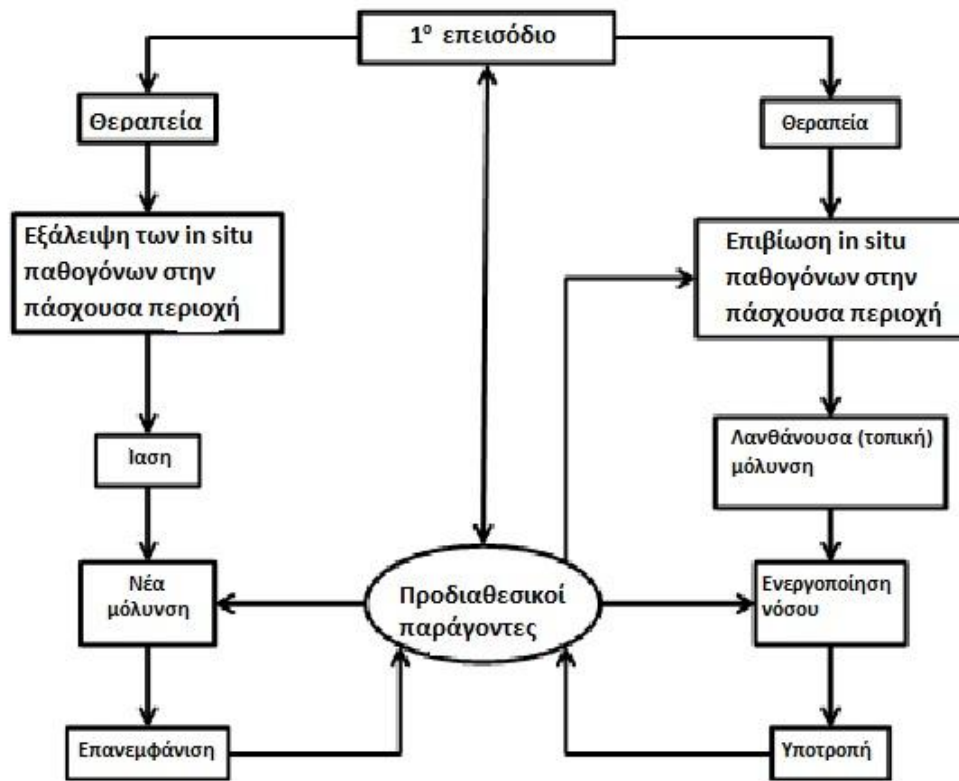 1ο επεισόδιο
Θεραπεία
Εξάλειψη των in situ
παθογόνων στην
πάσχουσα περιοχή
Ιαση
Νέα
μόλυνση
Επανεμφάνιση
Προδιαθεσικοί
παράγοντες
Θεραπεία
Επιβίωση in situ
παθογόνων στην
πάσχουσα περιοχή
Λανθάνουσα (τοπική)
μόλυνση
Ενεργοποίηση
νόσου
Υποτροπή